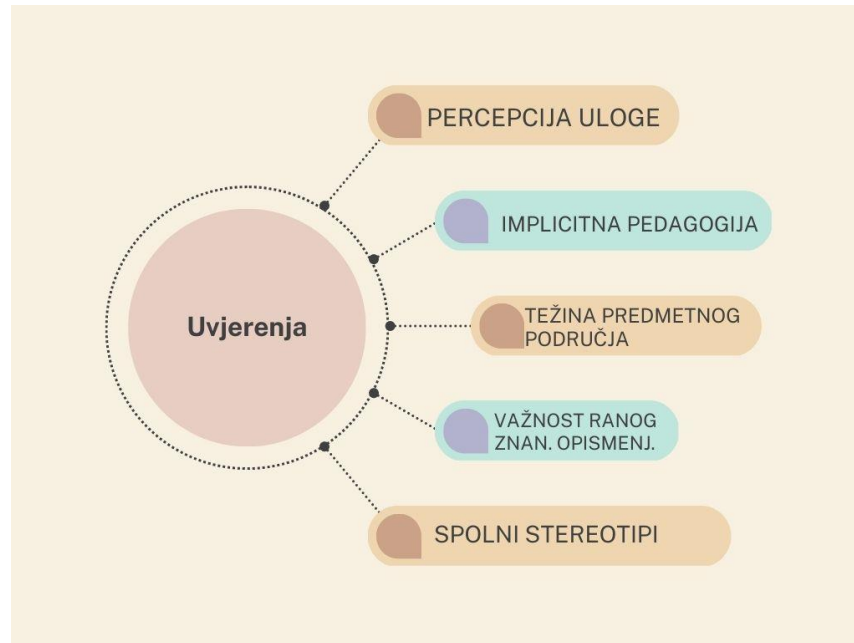 PERCEPCIJA ULOGE
IMPLICITNA PEDAGOGIJA
Uvjerenja
TEŽINA PREDMETNOG
PODRUČJA
VAŽNOST RANOG
ZNAN. OPISMENJ.
SPOLNI STEREOTIPI